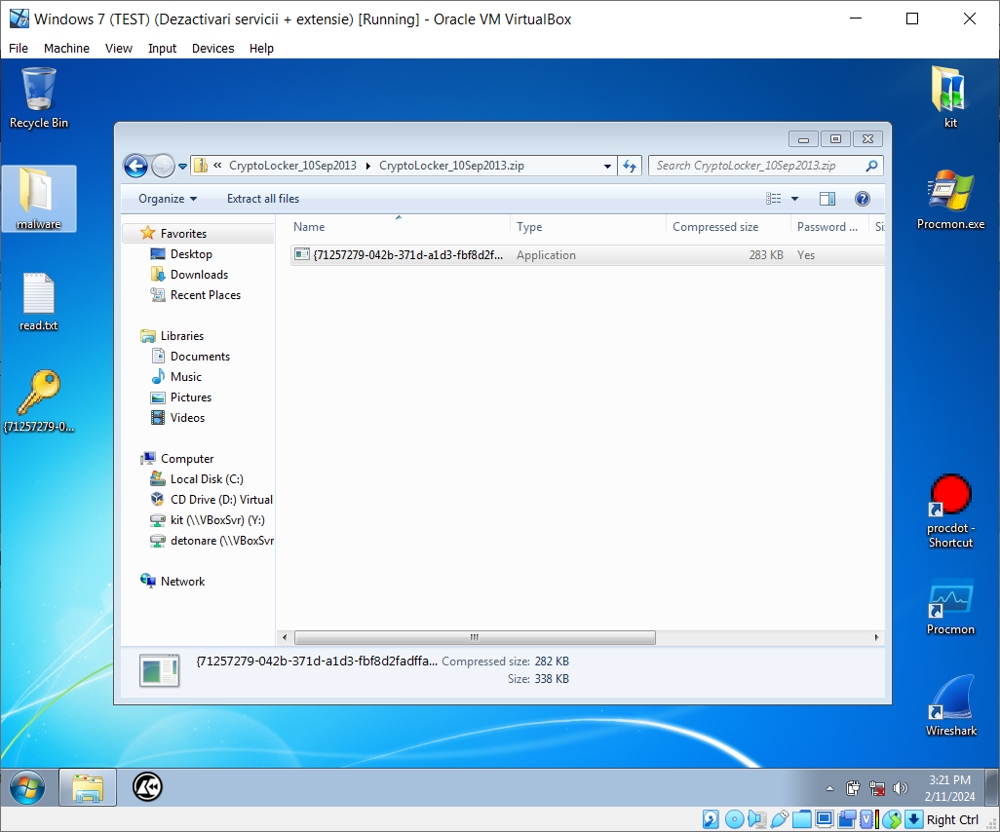 Windows 7 (TEST) (Dezactivari servicii + extensie) [Running] - Oracle VM VirtualBox
File Machine View Input Devices Help
Recycle Bin
malware
read.txt
{71257279-0...
kit
Procmon.exe
procdot -
Shortcut
Procmon
Wireshark
« CryptoLocker_10Sep2013 CryptoLocker_10Sep2013.zip
Search CryptoLocker_10Sep2013.zip
Organize Extract all files
Favorites
Desktop
Downloads
Recent Places
Libraries
Documents
Music
Pictures
Videos
Computer
Local Disk (C:)
CD Drive (D:) Virtual
kit (\\VBoxSvr) (Y:)
detonare (\\VBoxSvr
Network
Name Type Compressed size Password ... Si
{71257279-042b-371d-a1d3-fbf8d2f... Application 283 KB Yes
{71257279-042b-371d-a1d3-fbf8d2fadffa... Compressed size: 282 KB
Size: 338 KB
3:21 PM
2/11/2024
Right Ctrl